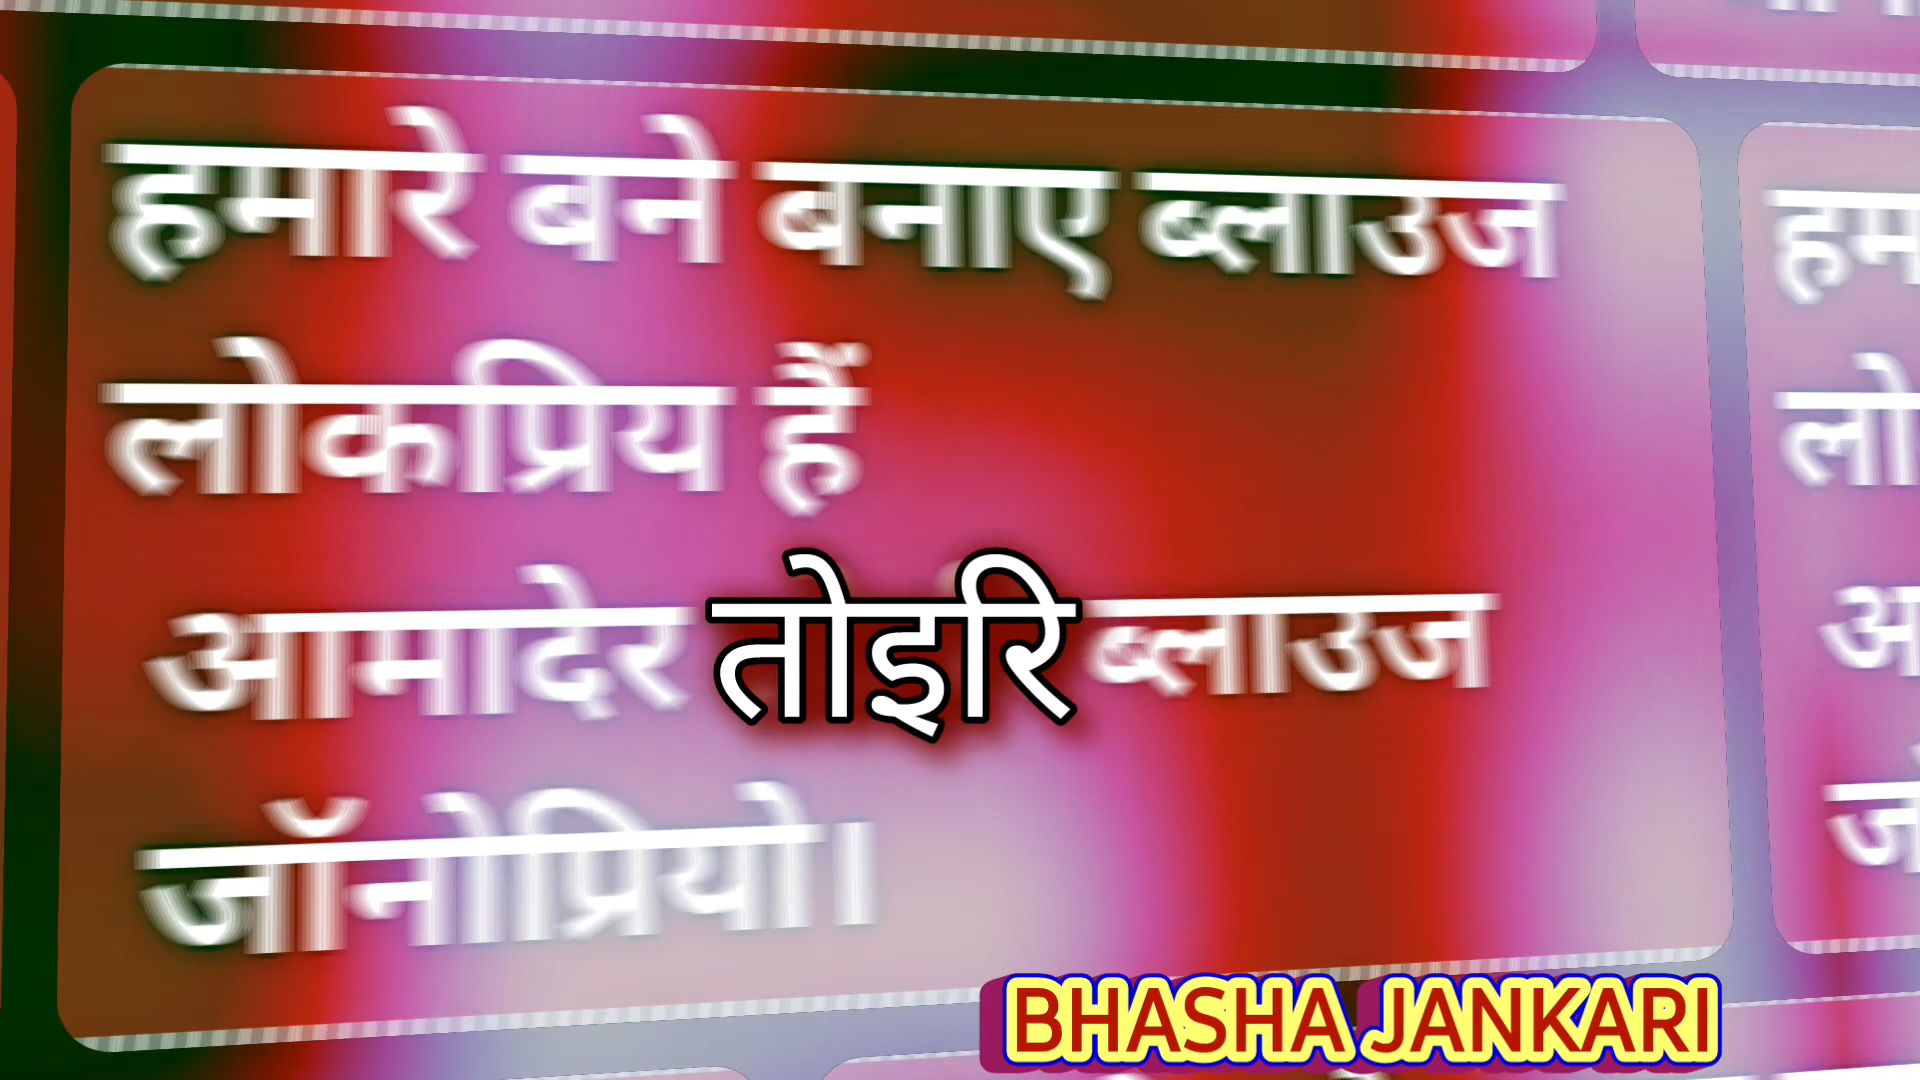 हमारे बने बनाए ब्लाउज
लोकप्रिय हैं
आमादेर तोइरि ब्लाउज
जॉनोप्रियो।
BHASHA JANKARI